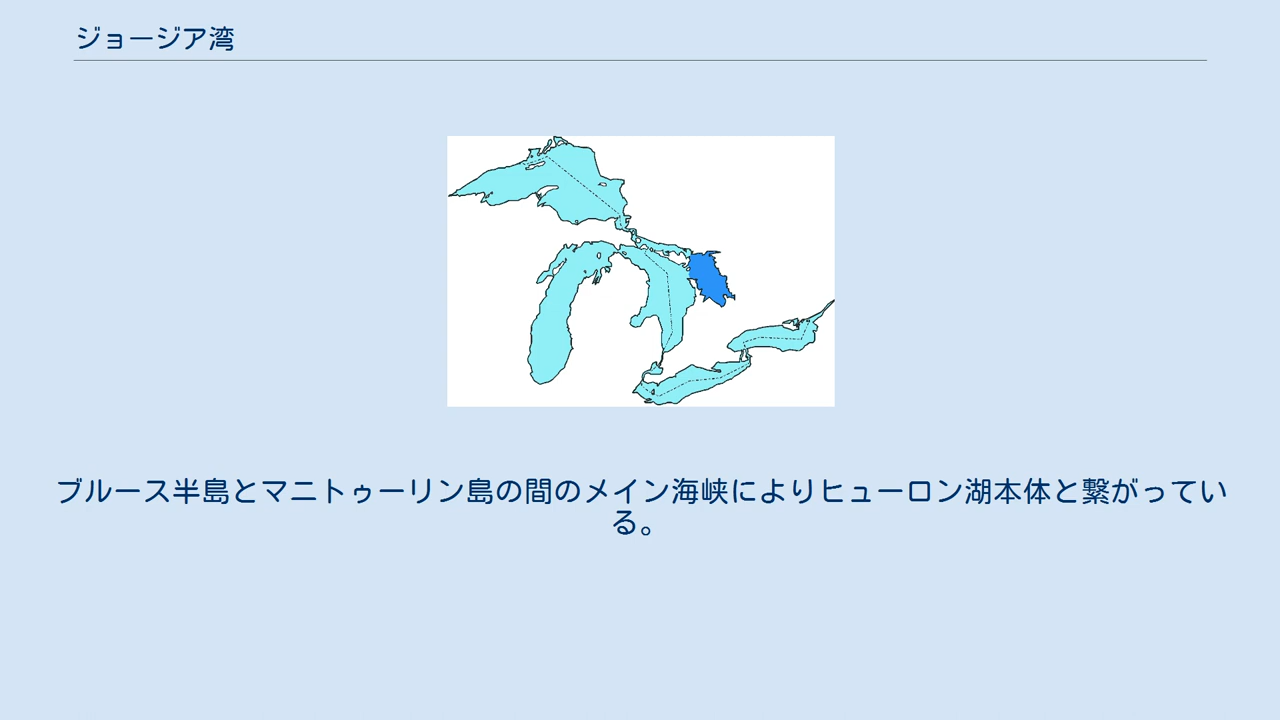 ジョージア湾
ブルース半島とマニトゥーリン島の間のメイン海峡によりヒューロン湖本体と繋がってい
る。